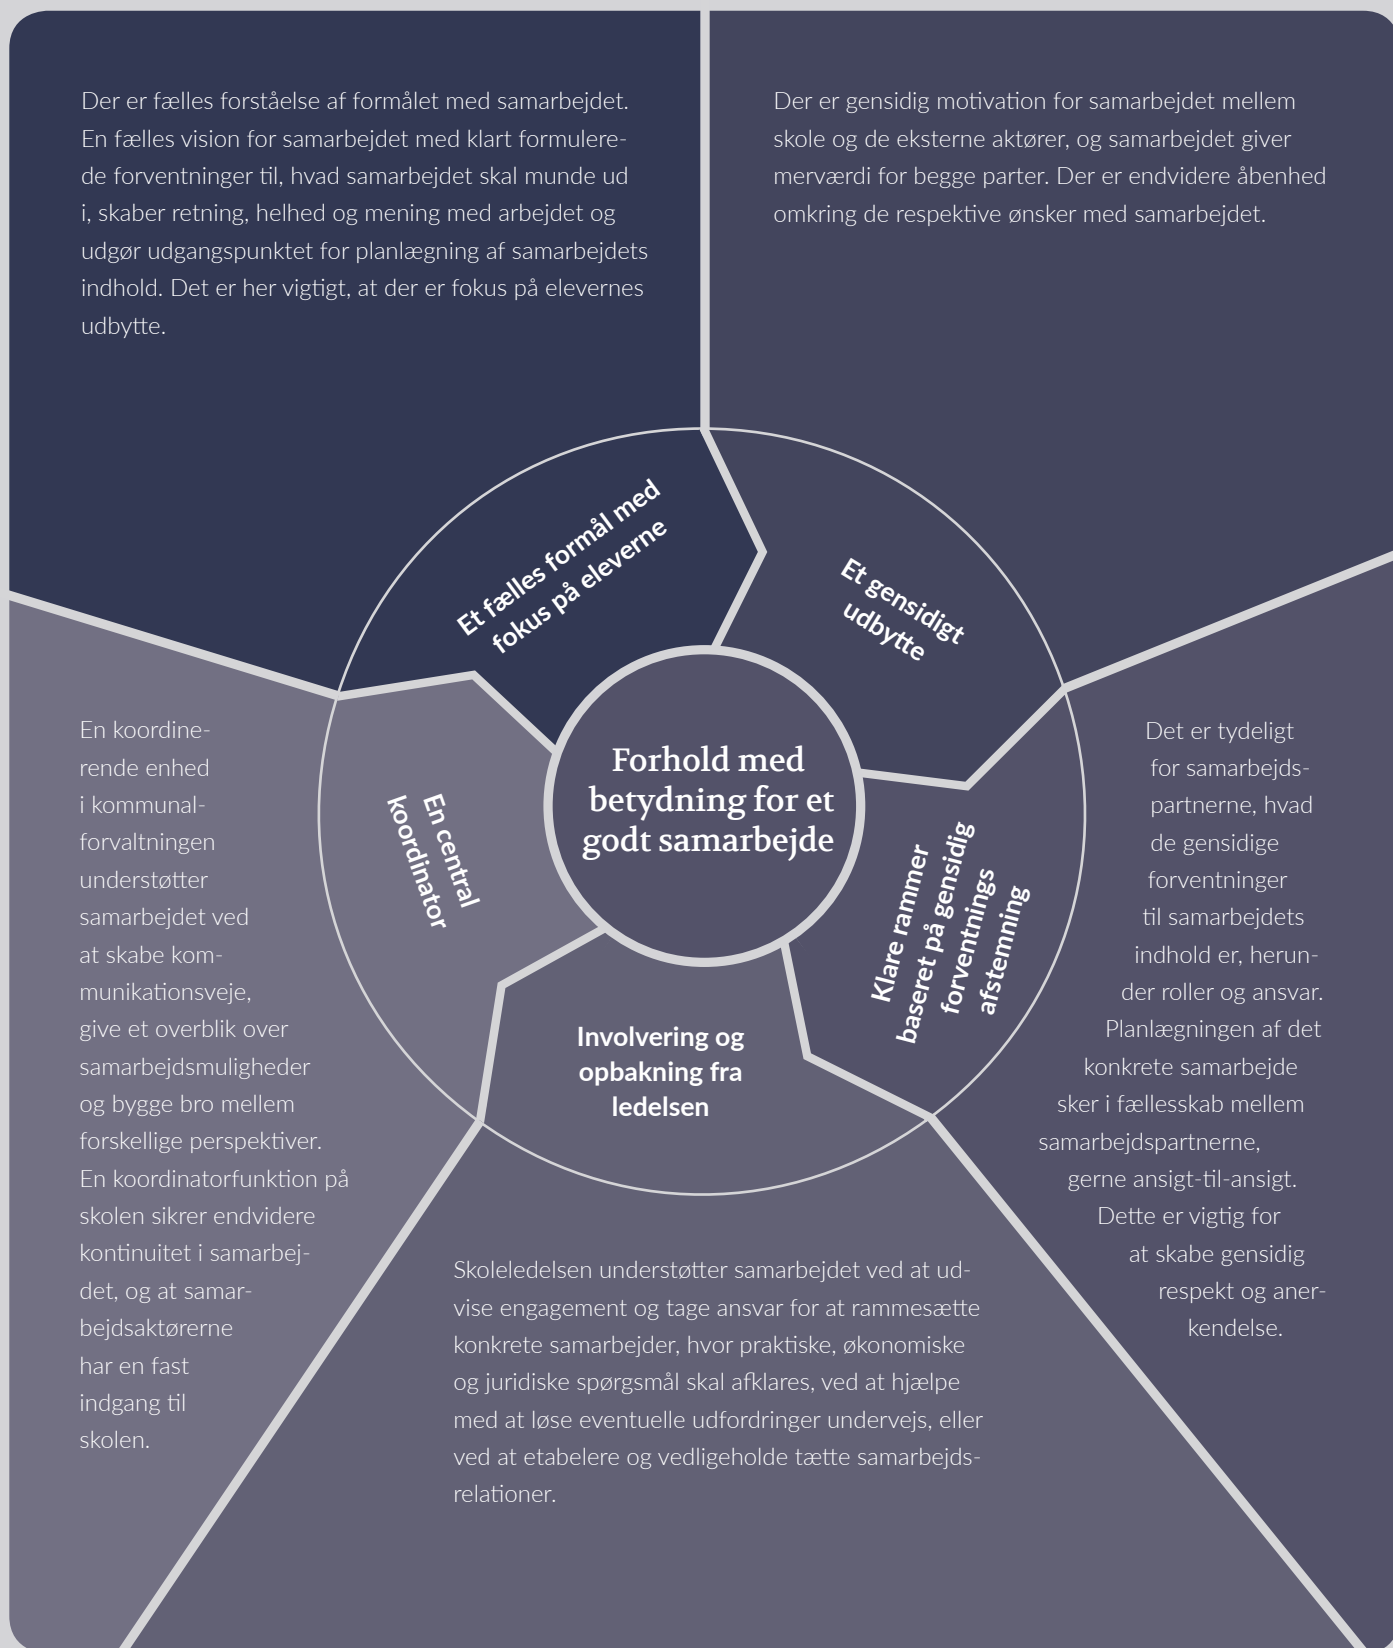 Der er fælles forståelse af formålet med samarbejdet.
En fælles vision for samarbejdet med klart formulere-
de forventninger til, hvad samarbejdet skal munde ud
i, skaber retning, helhed og mening med arbejdet og
udgør udgangspunktet for planlægning af samarbejdets
indhold. Det er her vigtigt, at der er fokus på elevernes
udbytte.
Der er gensidig motivation for samarbejdet mellem
skole og de eksterne aktører, og samarbejdet giver
merværdi for begge parter. Der er endvidere åbenhed
omkring de respektive ønsker med samarbejdet.
Et fælles formål med
fokus på eleverne
Et gensidigt
udbytte
Forhold med
betydning for et
godt samarbejde
En central
koordinator
Klare rammer
baseret på gensidig
forventnings
afstemning
Involvering og
opbakning fra
ledelsen
En koordine-
rende enhed
i kommunal-
forvaltningen
understøtter
samarbejdet ved
at skabe kom-
munikationsveje,
give et overblik over
samarbejdsmuligheder
og bygge bro mellem
forskellige perspektiver.
En koordinatorfunktion på
skolen sikrer endvidere
kontinuitet i samarbej-
det, og at samar-
bejdsaktørerne
har en fast
indgang til
skolen.
Det er tydeligt
for samarbejds-
partnerne, hvad
de gensidige
forventninger
til samarbejdets
indhold er, herun-
der roller og ansvar.
Planlægningen af det
konkrete samarbejde
sker i fællesskab mellem
samarbejdspartnerne,
gerne ansigt-til-ansigt.
Dette er vigtig for
at skabe gensidig
respekt og aner-
kendelse.
Skoleledelsen understøtter samarbejdet ved at ud-
vise engagement og tage ansvar for at rammesætte
konkrete samarbejder, hvor praktiske, økonomiske
og juridiske spørgsmål skal afklares, ved at hjælpe
med at løse eventuelle udfordringer undervejs, eller
ved at etabelere og vedligeholde tætte samarbejds-
relationer.